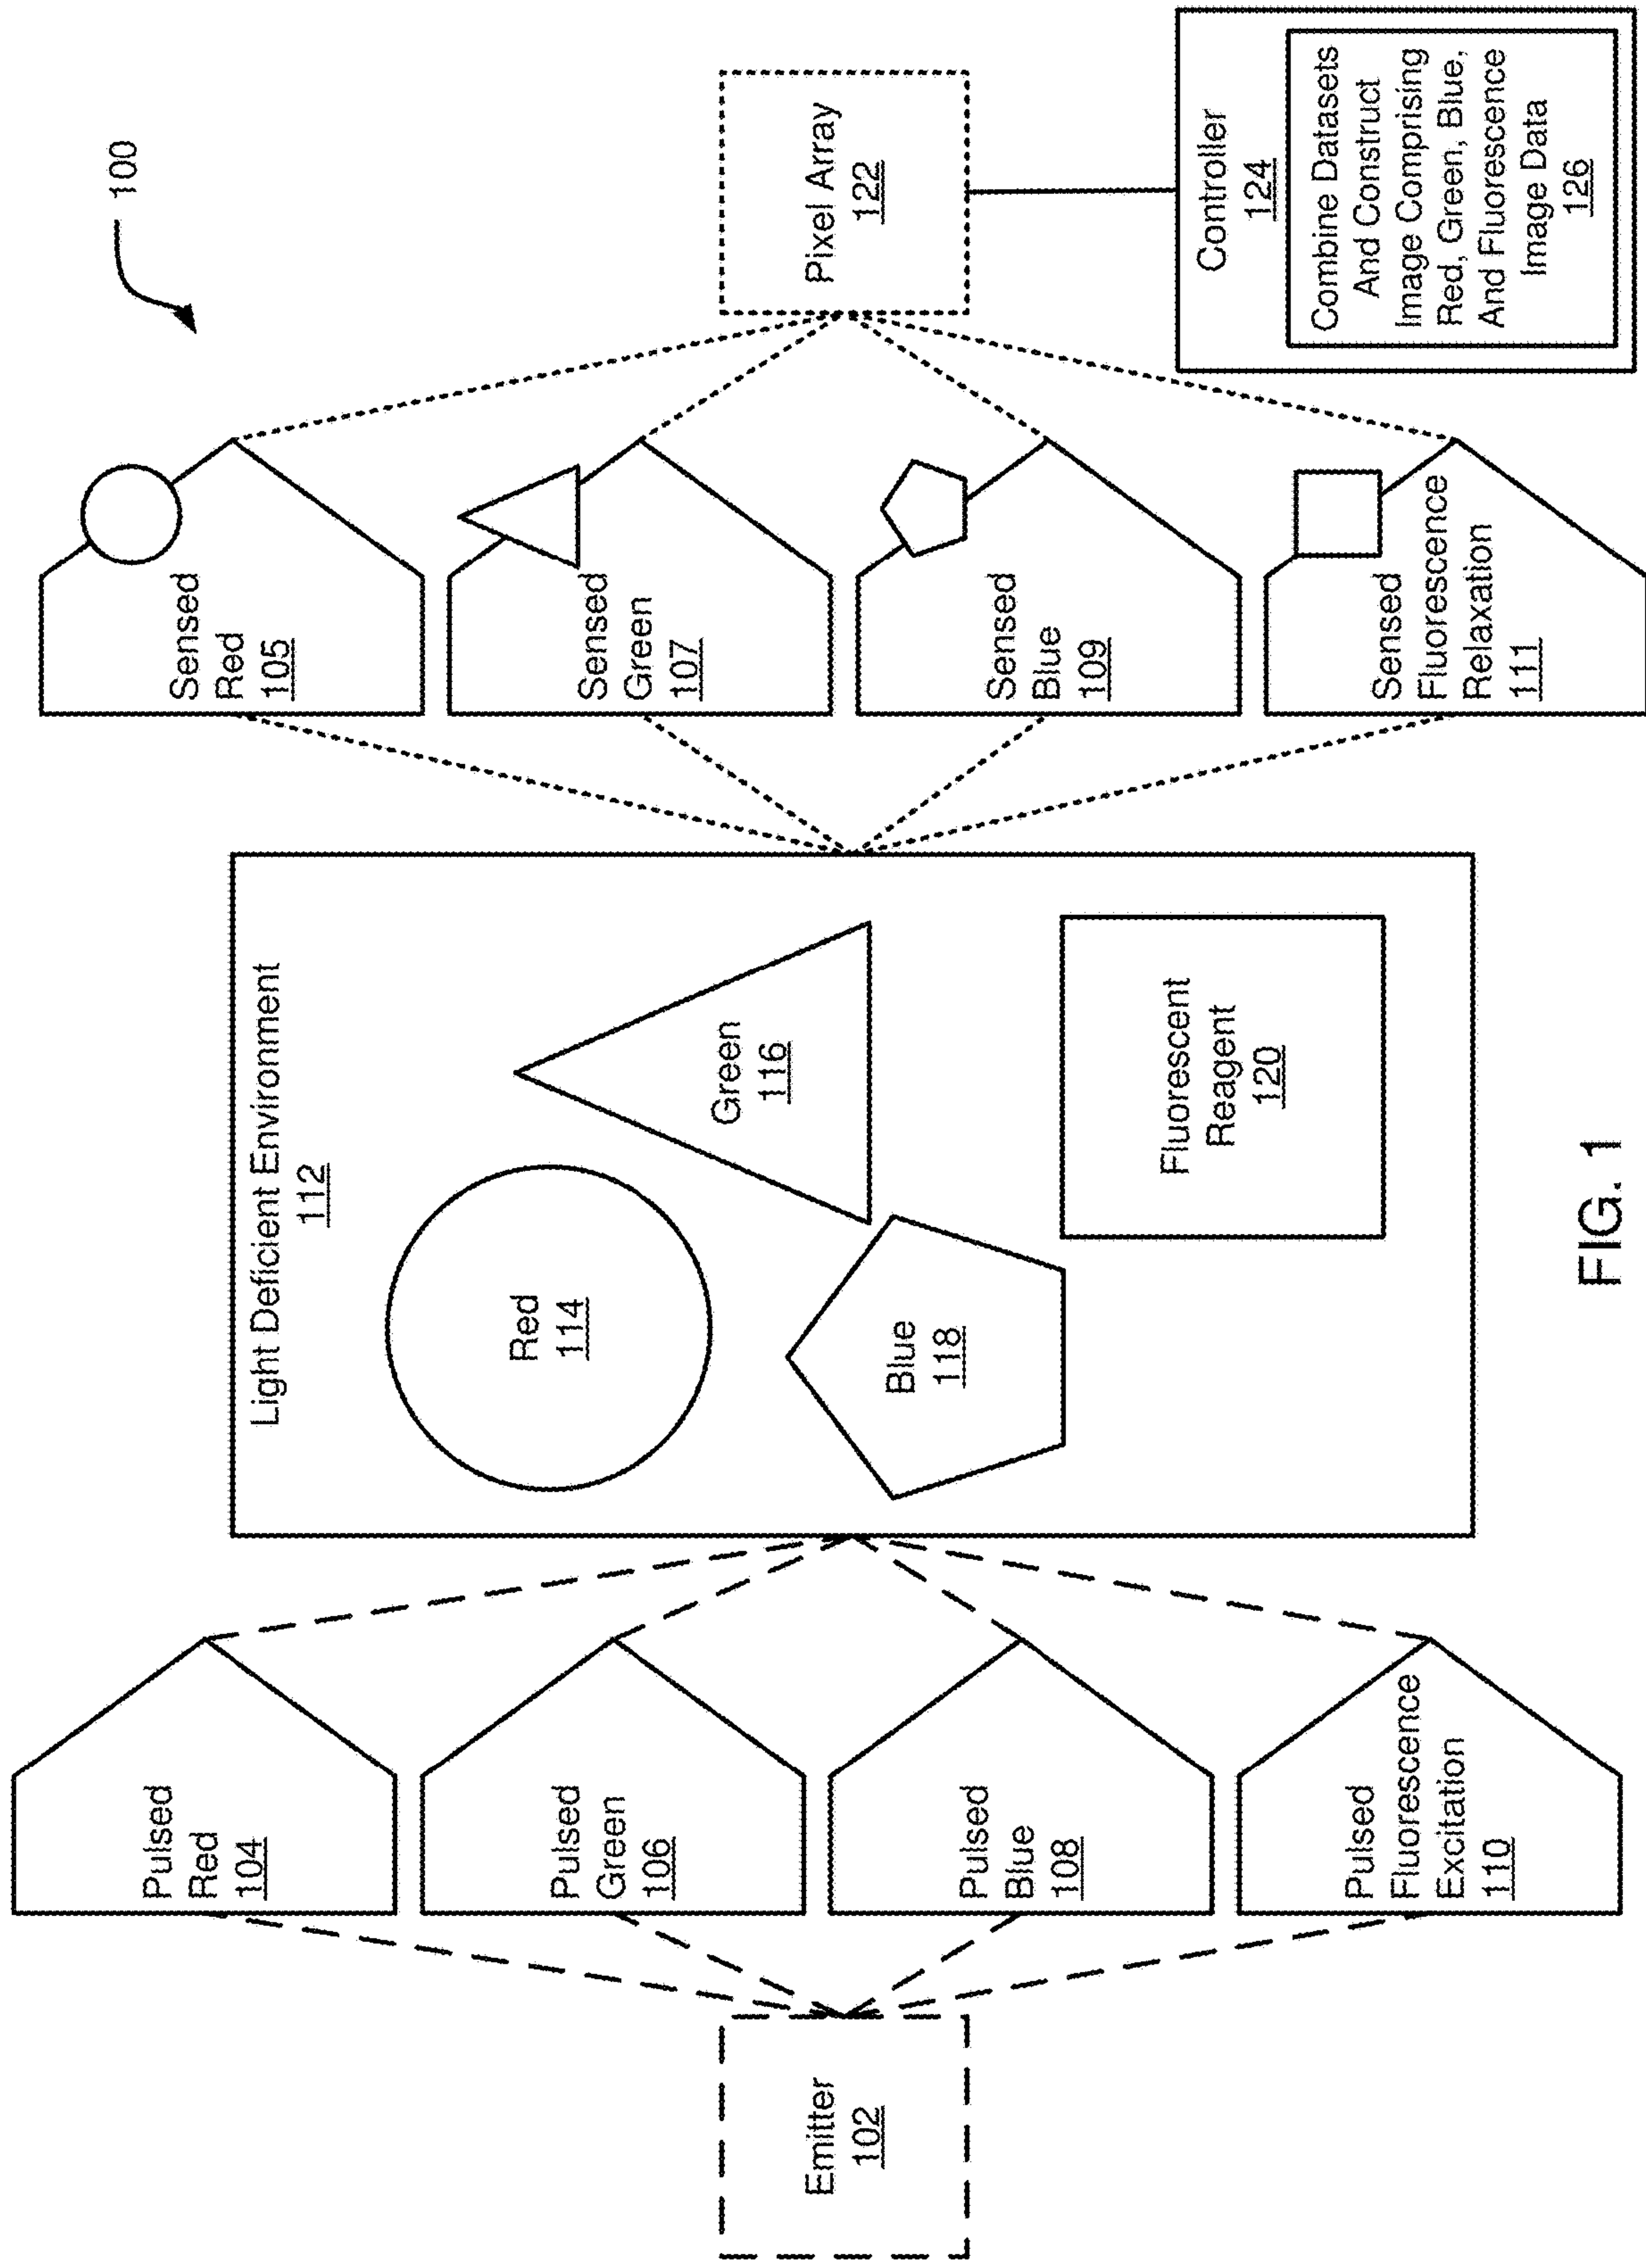 100
Emitter
102
Pulsed
Red
104
Pulsed
Green
106
Pulsed
Blue
108
Pulsed
Fluorescence
Excitation
110
Light Deficient Environment
112
Red
114
Green
116
Blue
118
Fluorescent
Reagent
120
Sensed
Red
105
Sensed
Green
107
Sensed
Blue
109
Sensed
Fluorescence
Relaxation
111
Pixel Array
122
Controller
124
Combine Datasets
And Construct
Image Comprising
Red, Green, Blue,
And Fluorescence
Image Data
126
FIG. 1